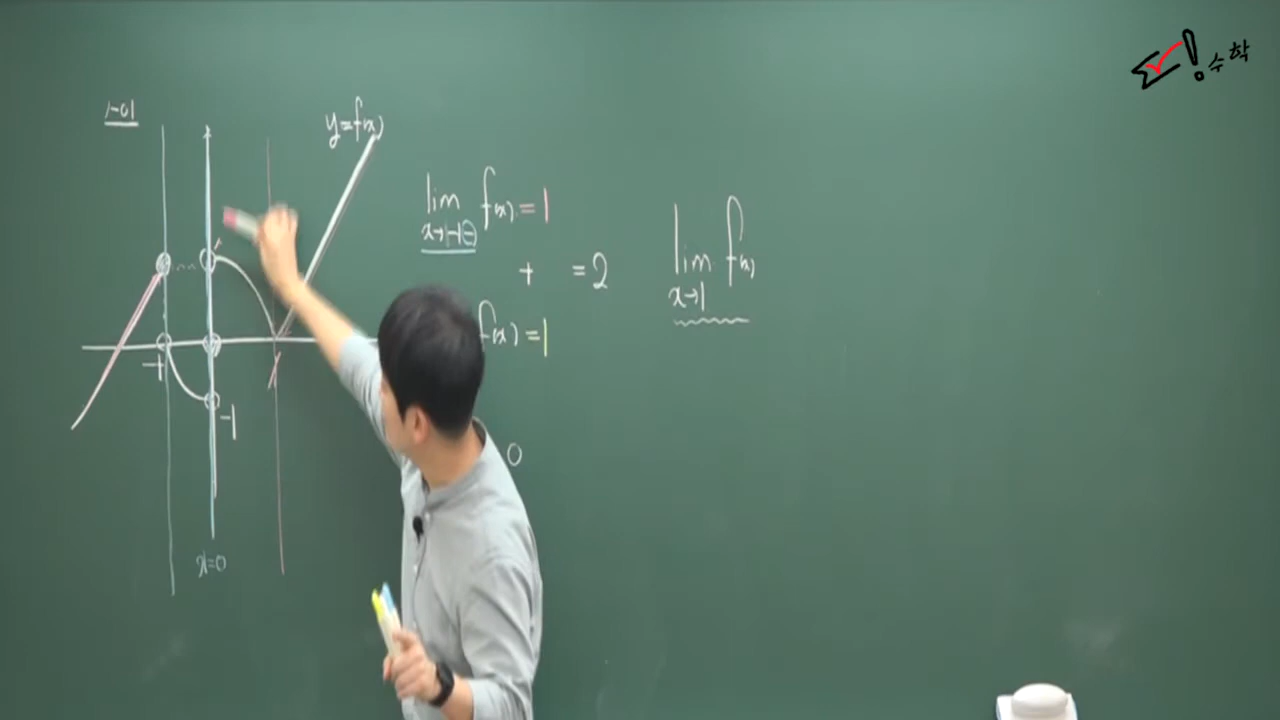 수학
1-01
y=f(x)
lim f(x) = 1
x→-1-
+ = 2
f(x) = 1
lim f(x)
x→1
-1
-1
0
x=0